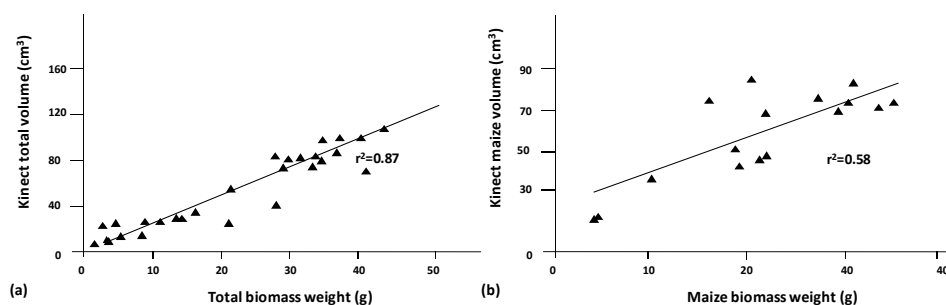 Kinect total volume (cm³)
160
120
80
40
0
r²=0.87
0 10 20 30 40 50
(a) Total biomass weight (g)
Kinect maize volume (cm³)
90
70
50
30
0
r²=0.58
0 10 20 40 40
(b) Maize biomass weight (g)